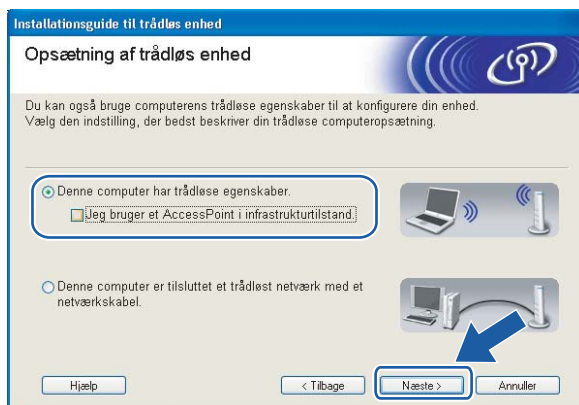 Installationsguide til trådløs enhed
Opsætning af trådløs enhed
Du kan også bruge computerens trådløse egenskaber til at konfigurere din enhed.
Vælg den indstilling, der bedst beskriver din trådløse computeropsætning.
Denne computer har trådløse egenskaber.
Jeg bruger et AccessPoint i infrastrukturtilstand.
Denne computer er tilsluttet et trådløst netværk med et
netværkskabel.
Hjælp
< Tilbage
Næste >
Annuller